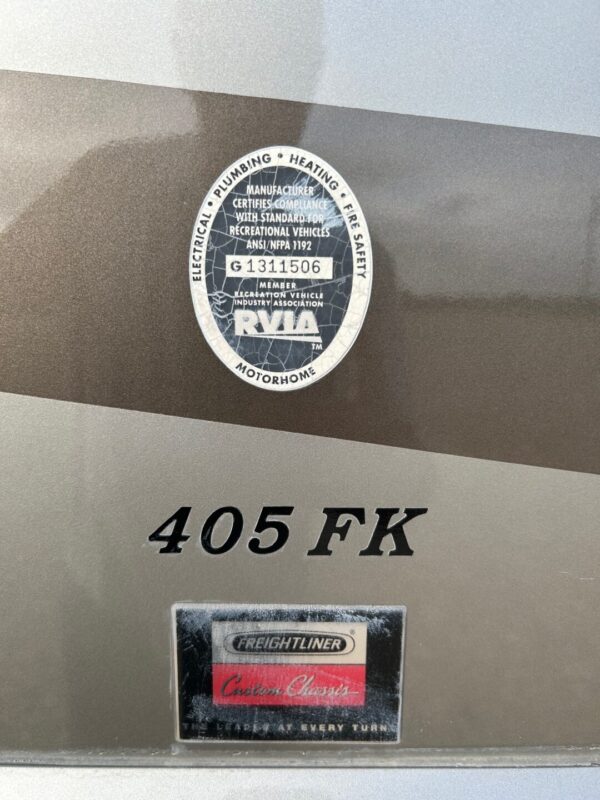 ELECTRICAL • PLUMBING • HEATING • FIRE SAFETY
MANUFACTURER
CERTIFIES COMPLIANCE
WITH STANDARD FOR
RECREATIONAL VEHICLES
ANSI/NFPA 1192
G 1311506
MEMBER
RECREATION VEHICLE
INDUSTRY ASSOCIATION
RVIA
TM
MOTORHOME
405 FK
FREIGHTLINER®
Custom Chassis
THE LEADER AT EVERY TURN